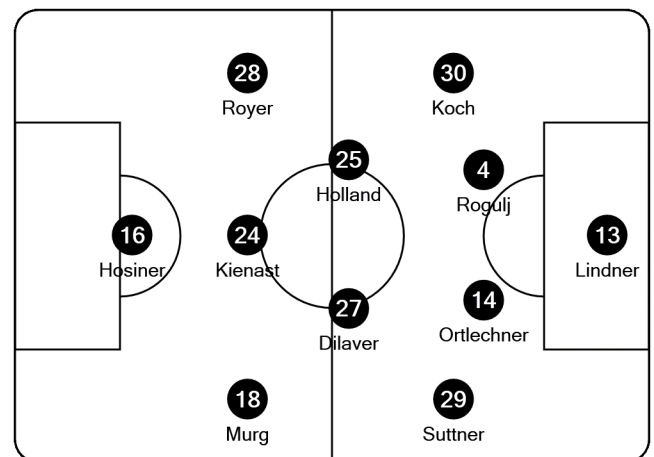 28
Royer
30
Koch
25
Holland
4
Rogulj
16
Hosiner
24
Kienast
13
Lindner
27
Dilaver
14
Ortlechner
18
Murg
29
Suttner